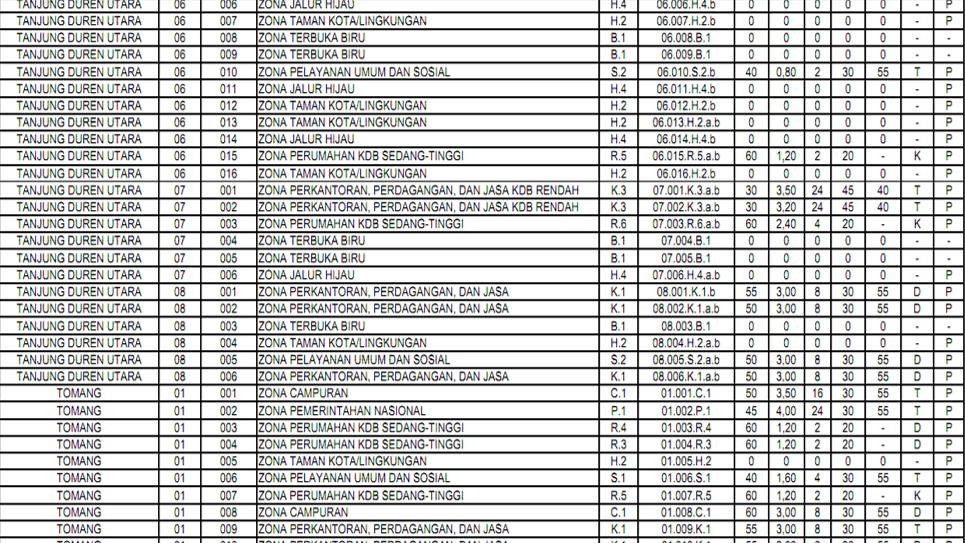 TANJUNG DUREN UTARA 06 006 ZONA JALUR HIJAU H.4 06.006.H.4.b 0 0 0 0 0 - P
TANJUNG DUREN UTARA 06 007 ZONA TAMAN KOTA/LINGKUNGAN H.2 06.007.H.2.b 0 0 0 0 0 - P
TANJUNG DUREN UTARA 06 008 ZONA TERBUKA BIRU B.1 06.008.B.1 0 0 0 0 0 - -
TANJUNG DUREN UTARA 06 009 ZONA TERBUKA BIRU B.1 06.009.B.1 0 0 0 0 0 - -
TANJUNG DUREN UTARA 06 010 ZONA PELAYANAN UMUM DAN SOSIAL S.2 06.010.S.2.b 40 0,80 2 30 55 T P
TANJUNG DUREN UTARA 06 011 ZONA JALUR HIJAU H.4 06.011.H.4.b 0 0 0 0 0 - P
TANJUNG DUREN UTARA 06 012 ZONA TAMAN KOTA/LINGKUNGAN H.2 06.012.H.2.b 0 0 0 0 0 - P
TANJUNG DUREN UTARA 06 013 ZONA TAMAN KOTA/LINGKUNGAN H.2 06.013.H.2.a.b 0 0 0 0 0 - P
TANJUNG DUREN UTARA 06 014 ZONA JALUR HIJAU H.4 06.014.H.4.b 0 0 0 0 0 - P
TANJUNG DUREN UTARA 06 015 ZONA PERUMAHAN KDB SEDANG-TINGGI R.5 06.015.R.5.a.b 60 1,20 2 20 - K P
TANJUNG DUREN UTARA 06 016 ZONA TAMAN KOTA/LINGKUNGAN H.2 06.016.H.2.b 0 0 0 0 0 - P
TANJUNG DUREN UTARA 07 001 ZONA PERKANTORAN, PERDAGANGAN, DAN JASA KDB RENDAH K.3 07.001.K.3.a.b 30 3,50 24 45 40 T P
TANJUNG DUREN UTARA 07 002 ZONA PERKANTORAN, PERDAGANGAN, DAN JASA KDB RENDAH K.3 07.002.K.3.a.b 30 3,20 24 45 40 T P
TANJUNG DUREN UTARA 07 003 ZONA PERUMAHAN KDB SEDANG-TINGGI R.6 07.003.R.6.a.b 60 2,40 4 20 - K P
TANJUNG DUREN UTARA 07 004 ZONA TERBUKA BIRU B.1 07.004.B.1 0 0 0 0 0 - -
TANJUNG DUREN UTARA 07 005 ZONA TERBUKA BIRU B.1 07.005.B.1 0 0 0 0 0 - -
TANJUNG DUREN UTARA 07 006 ZONA JALUR HIJAU H.4 07.006.H.4.a.b 0 0 0 0 0 - P
TANJUNG DUREN UTARA 08 001 ZONA PERKANTORAN, PERDAGANGAN, DAN JASA K.1 08.001.K.1.b 55 3,00 8 30 55 D P
TANJUNG DUREN UTARA 08 002 ZONA PERKANTORAN, PERDAGANGAN, DAN JASA K.1 08.002.K.1.a.b 50 3,00 8 30 55 D P
TANJUNG DUREN UTARA 08 003 ZONA TERBUKA BIRU B.1 08.003.B.1 0 0 0 0 0 - -
TANJUNG DUREN UTARA 08 004 ZONA TAMAN KOTA/LINGKUNGAN H.2 08.004.H.2.a.b 0 0 0 0 0 - P
TANJUNG DUREN UTARA 08 005 ZONA PELAYANAN UMUM DAN SOSIAL S.2 08.005.S.2.a.b 50 3,00 8 30 55 D P
TANJUNG DUREN UTARA 08 006 ZONA PERKANTORAN, PERDAGANGAN, DAN JASA K.1 08.006.K.1.a.b 50 3,00 8 30 55 D P
TOMANG 01 001 ZONA CAMPURAN C.1 01.001.C.1 50 3,50 16 30 55 T P
TOMANG 01 002 ZONA PEMERINTAHAN NASIONAL P.1 01.002.P.1 45 4,00 24 30 55 T P
TOMANG 01 003 ZONA PERUMAHAN KDB SEDANG-TINGGI R.4 01.003.R.4 60 1,20 2 20 - D P
TOMANG 01 004 ZONA PERUMAHAN KDB SEDANG-TINGGI R.3 01.004.R.3 60 1,20 2 20 - D P
TOMANG 01 005 ZONA TAMAN KOTA/LINGKUNGAN H.2 01.005.H.2 0 0 0 0 0 - P
TOMANG 01 006 ZONA PELAYANAN UMUM DAN SOSIAL S.1 01.006.S.1 40 1,60 4 30 55 T P
TOMANG 01 007 ZONA PERUMAHAN KDB SEDANG-TINGGI R.5 01.007.R.5 60 1,20 2 20 - K P
TOMANG 01 008 ZONA CAMPURAN C.1 01.008.C.1 60 3,00 8 30 55 D P
TOMANG 01 009 ZONA PERKANTORAN, PERDAGANGAN, DAN JASA K.1 01.009.K.1 55 3,00 8 30 55 T P